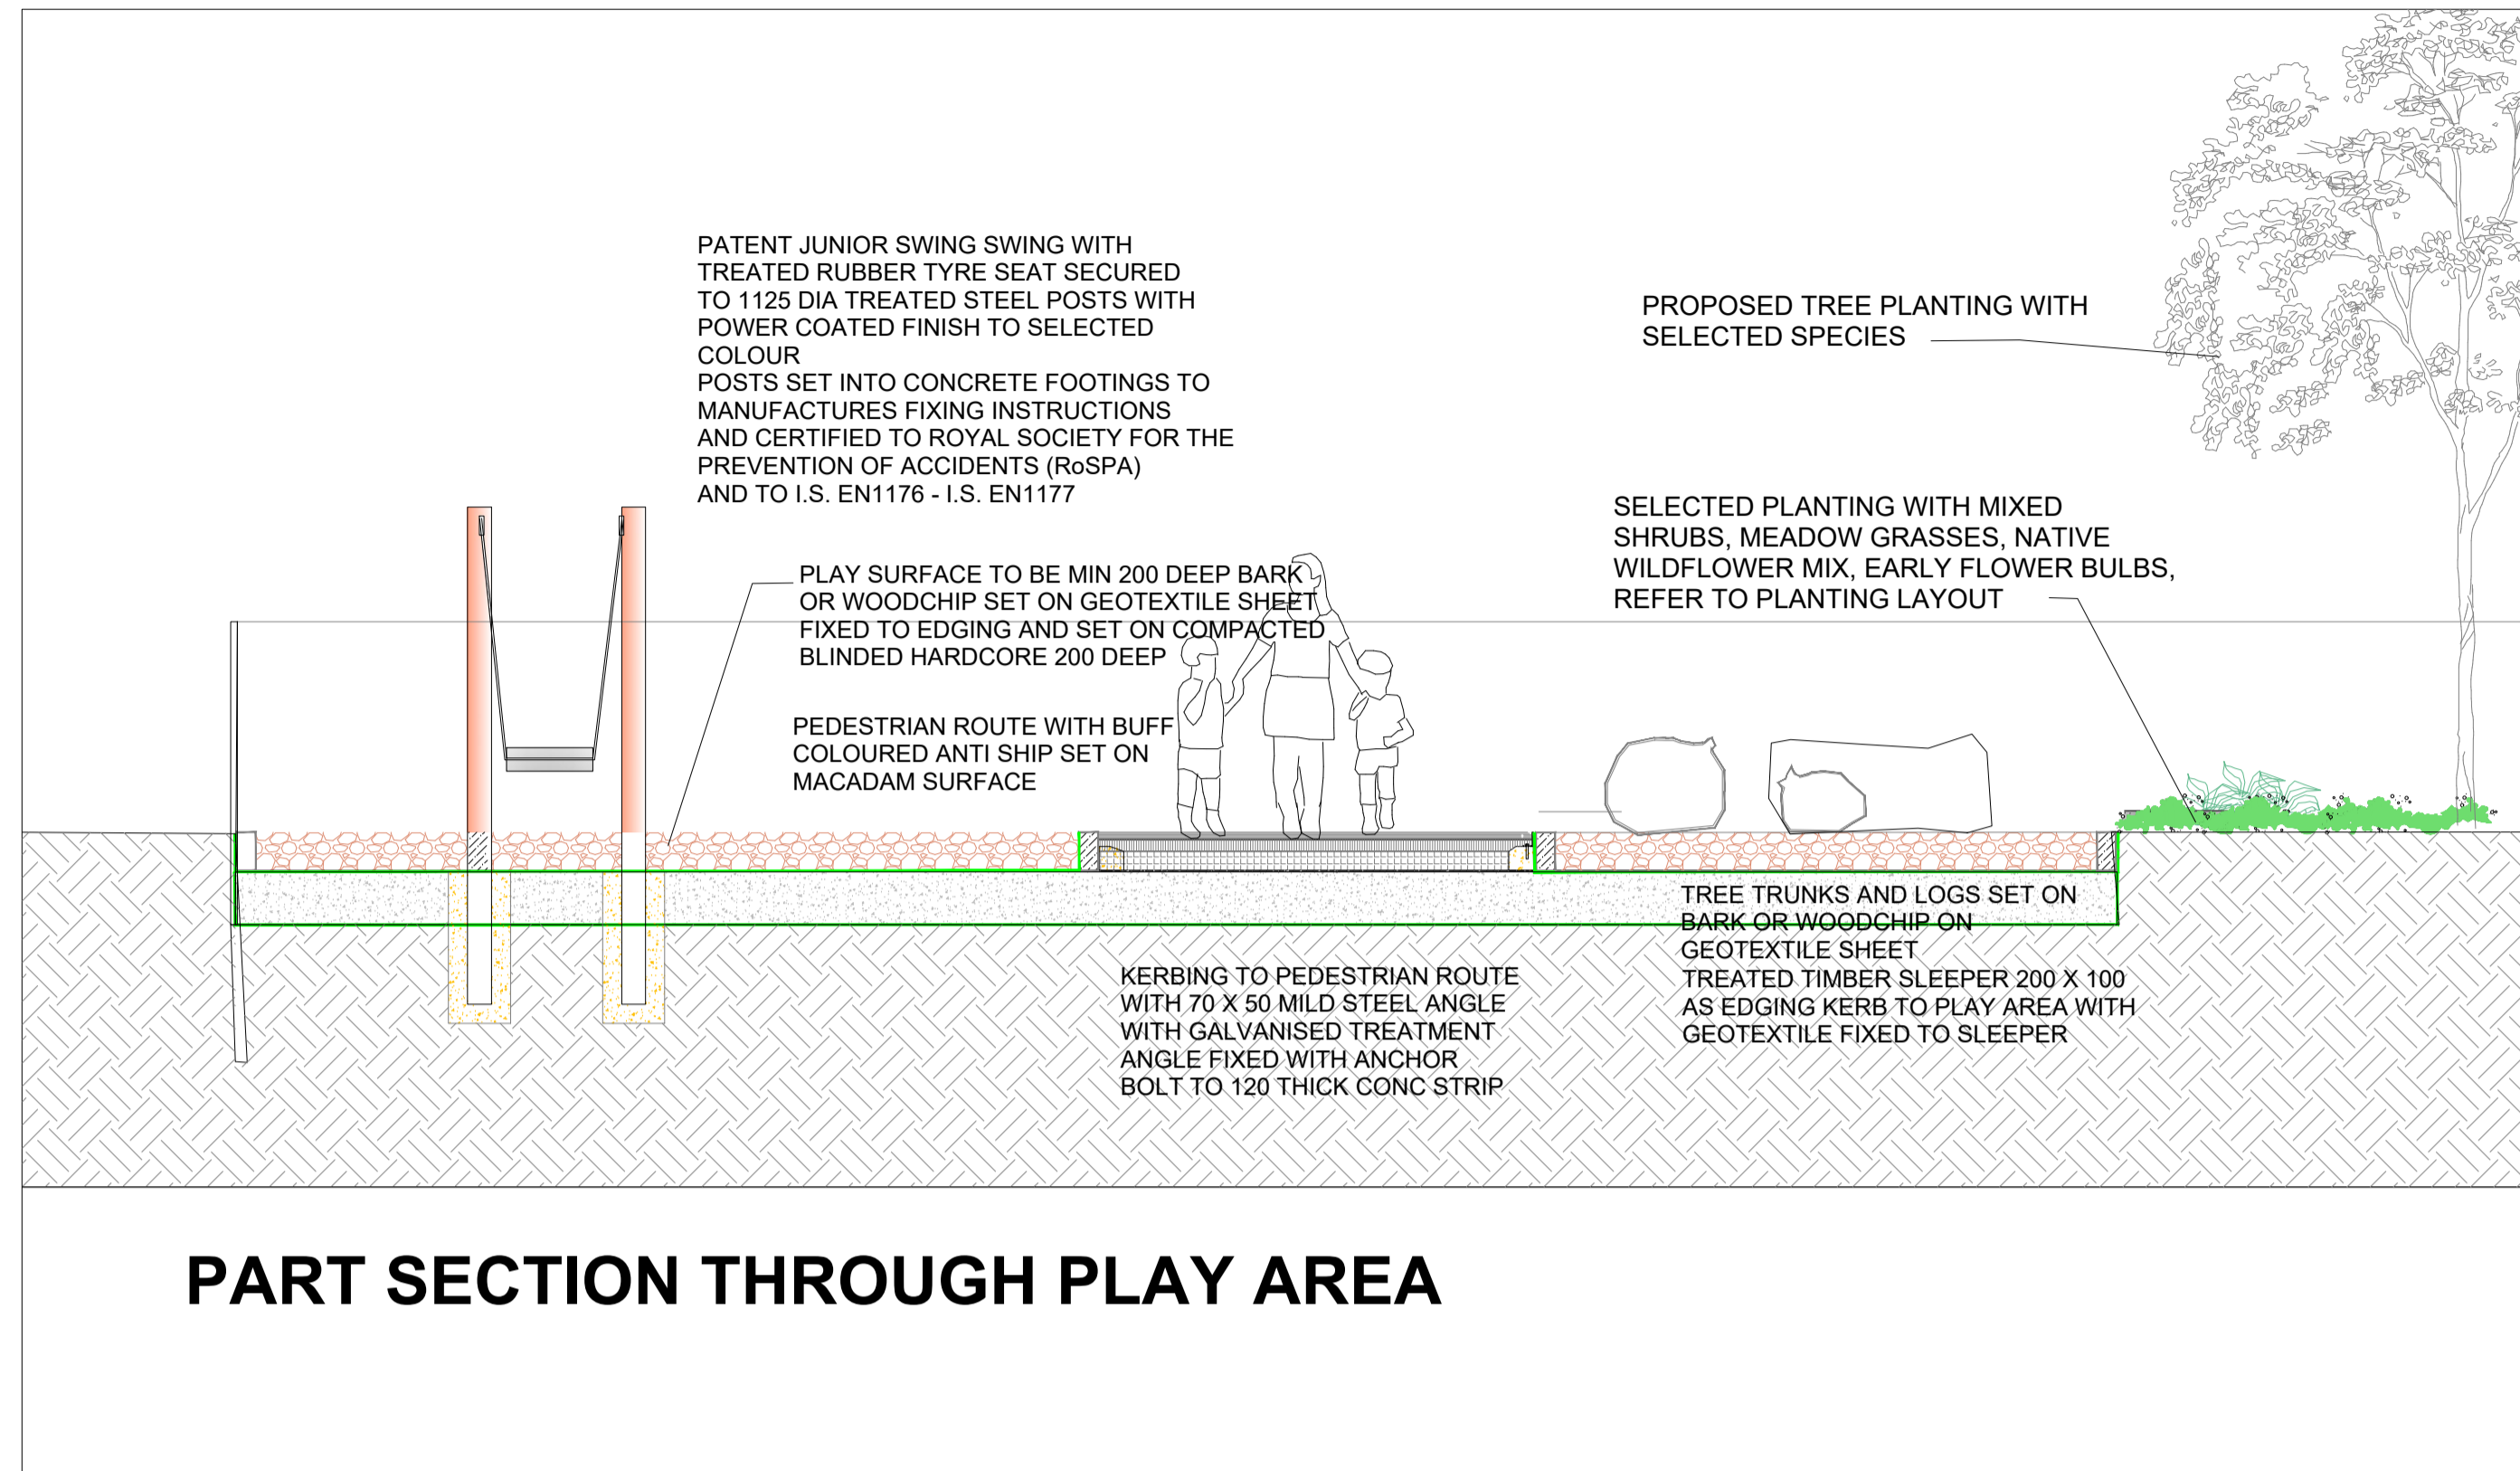 PATENT JUNIOR SWING SWING WITH
TREATED RUBBER TYRE SEAT SECURED
TO 1125 DIA TREATED STEEL POSTS WITH
POWER COATED FINISH TO SELECTED
COLOUR
POSTS SET INTO CONCRETE FOOTINGS TO
MANUFACTURES FIXING INSTRUCTIONS
AND CERTIFIED TO ROYAL SOCIETY FOR THE
PREVENTION OF ACCIDENTS (RoSPA)
AND TO I.S. EN1176 - I.S. EN1177
PROPOSED TREE PLANTING WITH
SELECTED SPECIES
SELECTED PLANTING WITH MIXED
SHRUBS, MEADOW GRASSES, NATIVE
WILDFLOWER MIX, EARLY FLOWER BULBS,
REFER TO PLANTING LAYOUT
PLAY SURFACE TO BE MIN 200 DEEP BARK
OR WOODCHIP SET ON GEOTEXTILE SHEET
FIXED TO EDGING AND SET ON COMPACTED
BLINDED HARDCORE 200 DEEP
PEDESTRIAN ROUTE WITH BUFF
COLOURED ANTI SHIP SET ON
MACADAM SURFACE
TREE TRUNKS AND LOGS SET ON
BARK OR WOODCHIP ON
GEOTEXTILE SHEET
TREATED TIMBER SLEEPER 200 X 100
AS EDGING KERB TO PLAY AREA WITH
GEOTEXTILE FIXED TO SLEEPER
KERBING TO PEDESTRIAN ROUTE
WITH 70 X 50 MILD STEEL ANGLE
WITH GALVANISED TREATMENT
ANGLE FIXED WITH ANCHOR
BOLT TO 120 THICK CONC STRIP
PART SECTION THROUGH PLAY AREA